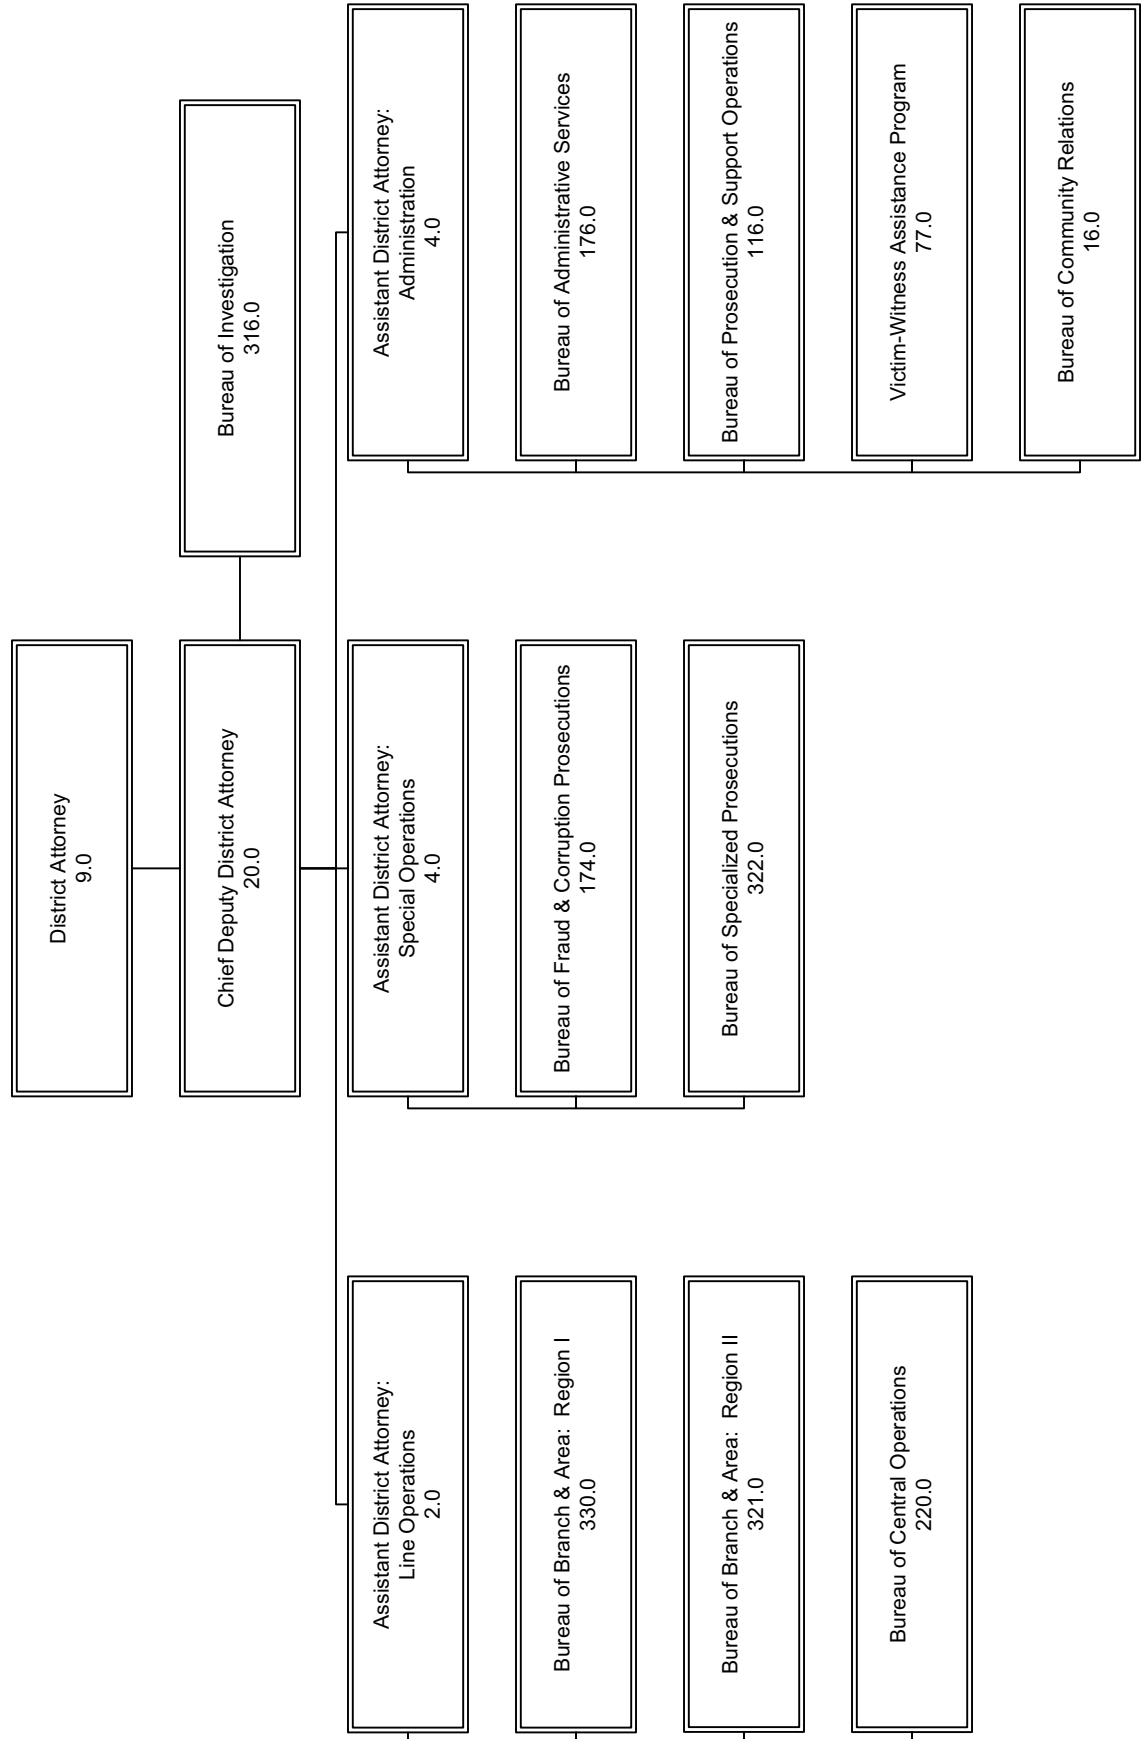 District Attorney
9.0
Chief Deputy District Attorney
20.0
Bureau of Investigation
316.0
Assistant District Attorney:
Line Operations
2.0
Bureau of Branch & Area:  Region I
330.0
Bureau of Branch & Area:  Region II
321.0
Bureau of Central Operations
220.0
Assistant District Attorney:
Special Operations
4.0
Bureau of Fraud & Corruption Prosecutions
174.0
Bureau of Specialized Prosecutions
322.0
Assistant District Attorney:
Administration
4.0
Bureau of Administrative Services
176.0
Bureau of Prosecution & Support Operations
116.0
Victim-Witness Assistance Program
77.0
Bureau of Community Relations
16.0